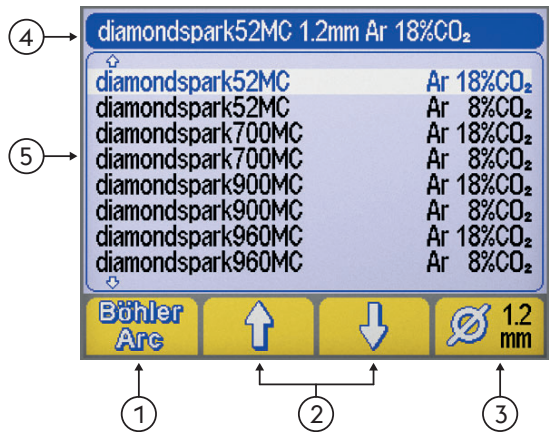 4
diamondspark52MC 1.2mm Ar 18%CO₂
5
diamondspark52MC Ar 18%CO₂
diamondspark52MC Ar 8%CO₂
diamondspark700MC Ar 18%CO₂
diamondspark700MC Ar 8%CO₂
diamondspark900MC Ar 18%CO₂
diamondspark900MC Ar 8%CO₂
diamondspark960MC Ar 18%CO₂
diamondspark960MC Ar 8%CO₂
Böhler
Arc
Ø 1.2
mm
1
2
3